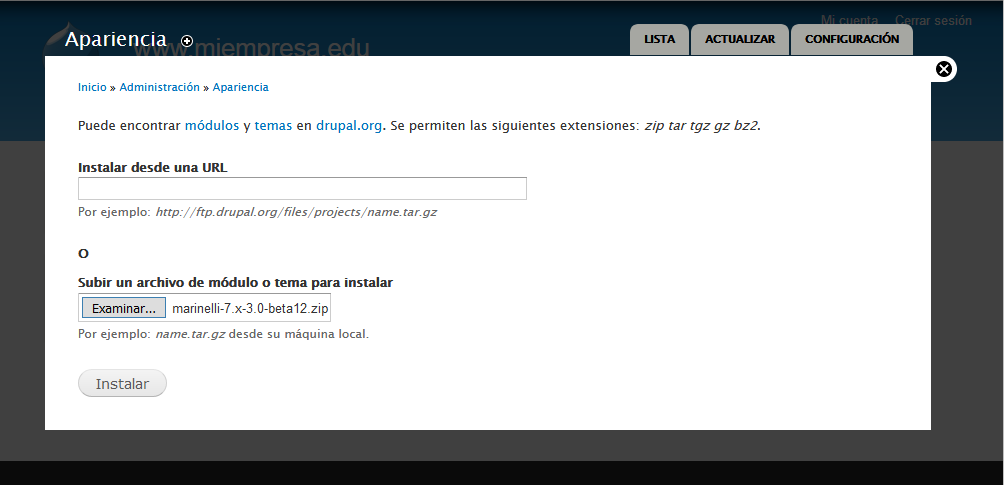 Mi cuenta Cerrar sesión
Apariencia
www.miempresa.edu
LISTA ACTUALIZAR CONFIGURACIÓN
Inicio » Administración » Apariencia
Puede encontrar módulos y temas en drupal.org. Se permiten las siguientes extensiones: zip tar tgz gz bz2.
Instalar desde una URL
Por ejemplo: http://ftp.drupal.org/files/projects/name.tar.gz
O
Subir un archivo de módulo o tema para instalar
Examinar... marinelli-7.x-3.0-beta12.zip
Por ejemplo: name.tar.gz desde su máquina local.
Instalar